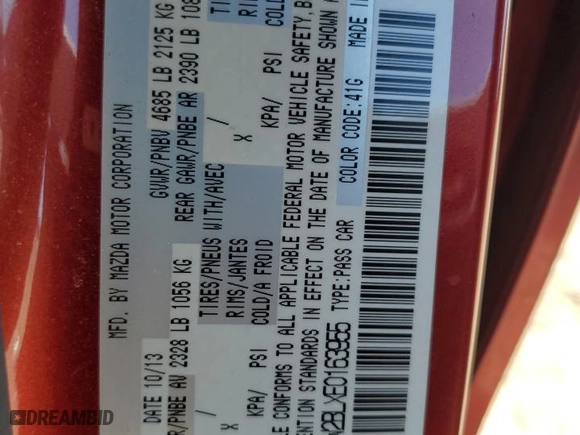 MFD. BY MAZDA MOTOR CORPORATION
DATE 10/13 GVWR/PNBV 4685 LB 2125 KG
/PNBE AV 2328 LB 1056 KG REAR GAWR/PNBE AR 2390 LB 108
TIRES/PNEUS WITH/AVEC
RIMS/JANTES / X /
COLD/A FROID KPA/ PSI KPA/ PSI
CONFORMS TO ALL APPLICABLE FEDERAL MOTOR VEHICLE SAFETY, B
STANDARDS IN EFFECT ON THE DATE OF MANUFACTURE SHOWN
TYPE: PASS CAR COLOR CODE: 41G MADE IN
DREAMBID